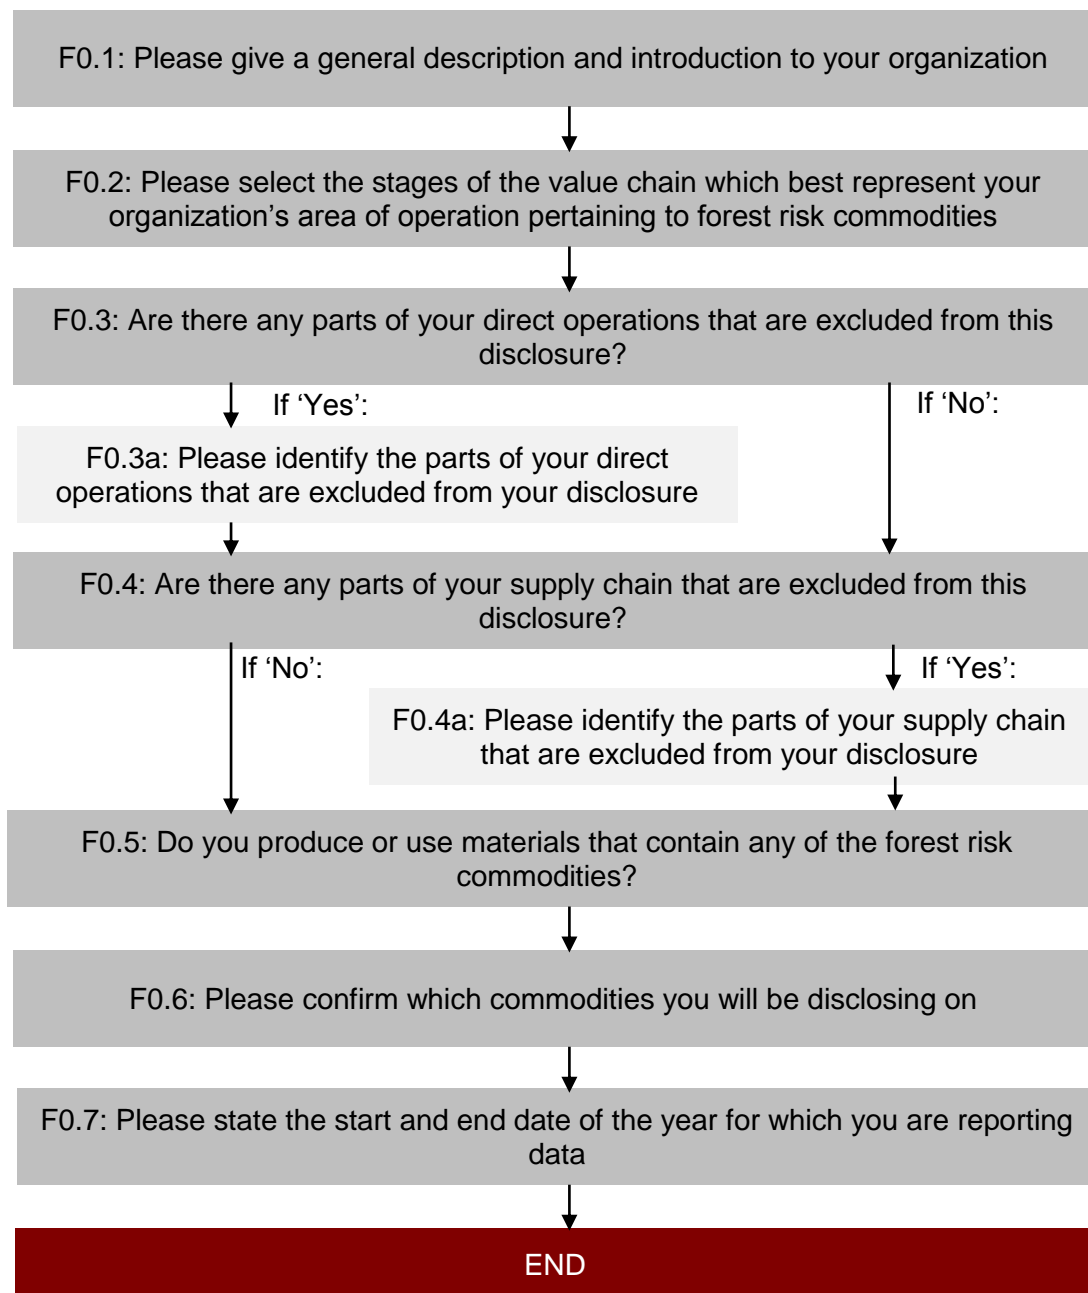 F0.1: Please give a general description and introduction to your organization
F0.2: Please select the stages of the value chain which best represent your
organization’s area of operation pertaining to forest risk commodities
F0.3: Are there any parts of your direct operations that are excluded from this
disclosure?
If ‘Yes’:
If ‘No’:
F0.3a: Please identify the parts of your direct
operations that are excluded from your disclosure
F0.4: Are there any parts of your supply chain that are excluded from this
disclosure?
If ‘No’:
If ‘Yes’:
F0.4a: Please identify the parts of your supply chain
that are excluded from your disclosure
F0.5: Do you produce or use materials that contain any of the forest risk
commodities?
F0.6: Please confirm which commodities you will be disclosing on
F0.7: Please state the start and end date of the year for which you are reporting
data
END